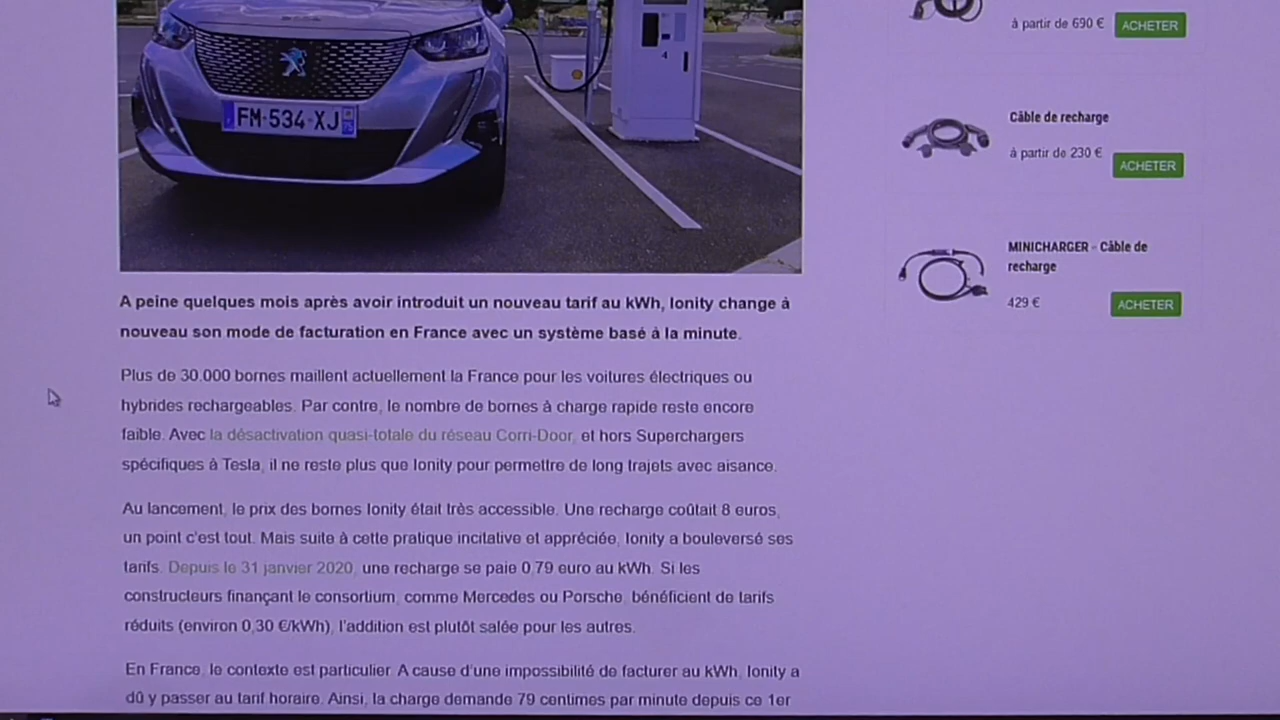 FM-534-XJ
4
à partir de 690 €
ACHETER
Câble de recharge
à partir de 230 €
ACHETER
MINICHARGER - Câble de
recharge
429 €
ACHETER
A peine quelques mois après avoir introduit un nouveau tarif au kWh, Ionity change à
nouveau son mode de facturation en France avec un système basé à la minute.
Plus de 30.000 bornes maillent actuellement la France pour les voitures électriques ou
hybrides rechargeables. Par contre, le nombre de bornes à charge rapide reste encore
faible. Avec la désactivation quasi-totale du réseau Corri-Door, et hors Superchargers
spécifiques à Tesla, il ne reste plus que Ionity pour permettre de long trajets avec aisance.
Au lancement, le prix des bornes Ionity était très accessible. Une recharge coûtait 8 euros,
un point c'est tout. Mais suite à cette pratique incitative et appréciée, Ionity a bouleversé ses
tarifs. Depuis le 31 janvier 2020, une recharge se paie 0,79 euro au kWh. Si les
constructeurs finançant le consortium, comme Mercedes ou Porsche, bénéficient de tarifs
réduits (environ 0,30 €/kWh), l'addition est plutôt salée pour les autres.
En France, le contexte est particulier. A cause d'une impossibilité de facturer au kWh, Ionity a
dû y passer au tarif horaire. Ainsi, la charge demande 79 centimes par minute depuis ce 1er